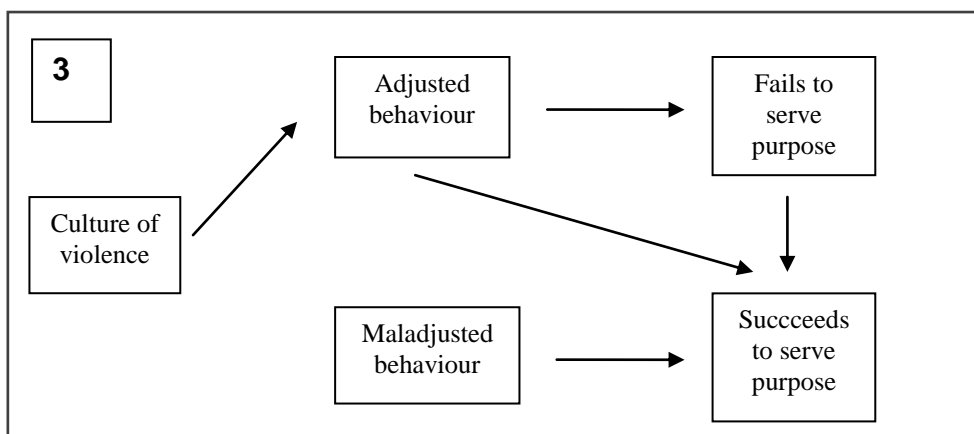 3
Adjusted
behaviour
Fails to
serve
purpose
Culture of
violence
Maladjusted
behaviour
Succceeds
to serve
purpose